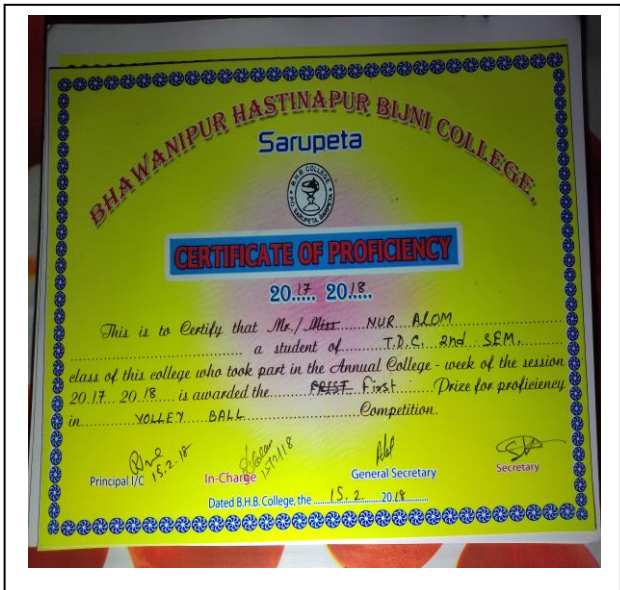 BHAWANIPUR HASTINAPUR BIJNI COLLEGE,
Sarupeta
B.H.B. COLLEGE
P.O. SARUPETA, BARPETA
CERTIFICATE OF PROFICIENCY
20.17.. 20.18....
This is to Certify that Mr./Miss.....NUR ALOM
a student of.....T.D.C. 2nd SEM.
class of this college who took part in the Annual College - week of the session
20.17.. 20.18.. is awarded the First Prize for proficiency
in VOLLEY BALL Competition.
15.2.18
Principal I/C In-Charge General Secretary Secretary
Dated B.H.B. College, the 15.2. 2018